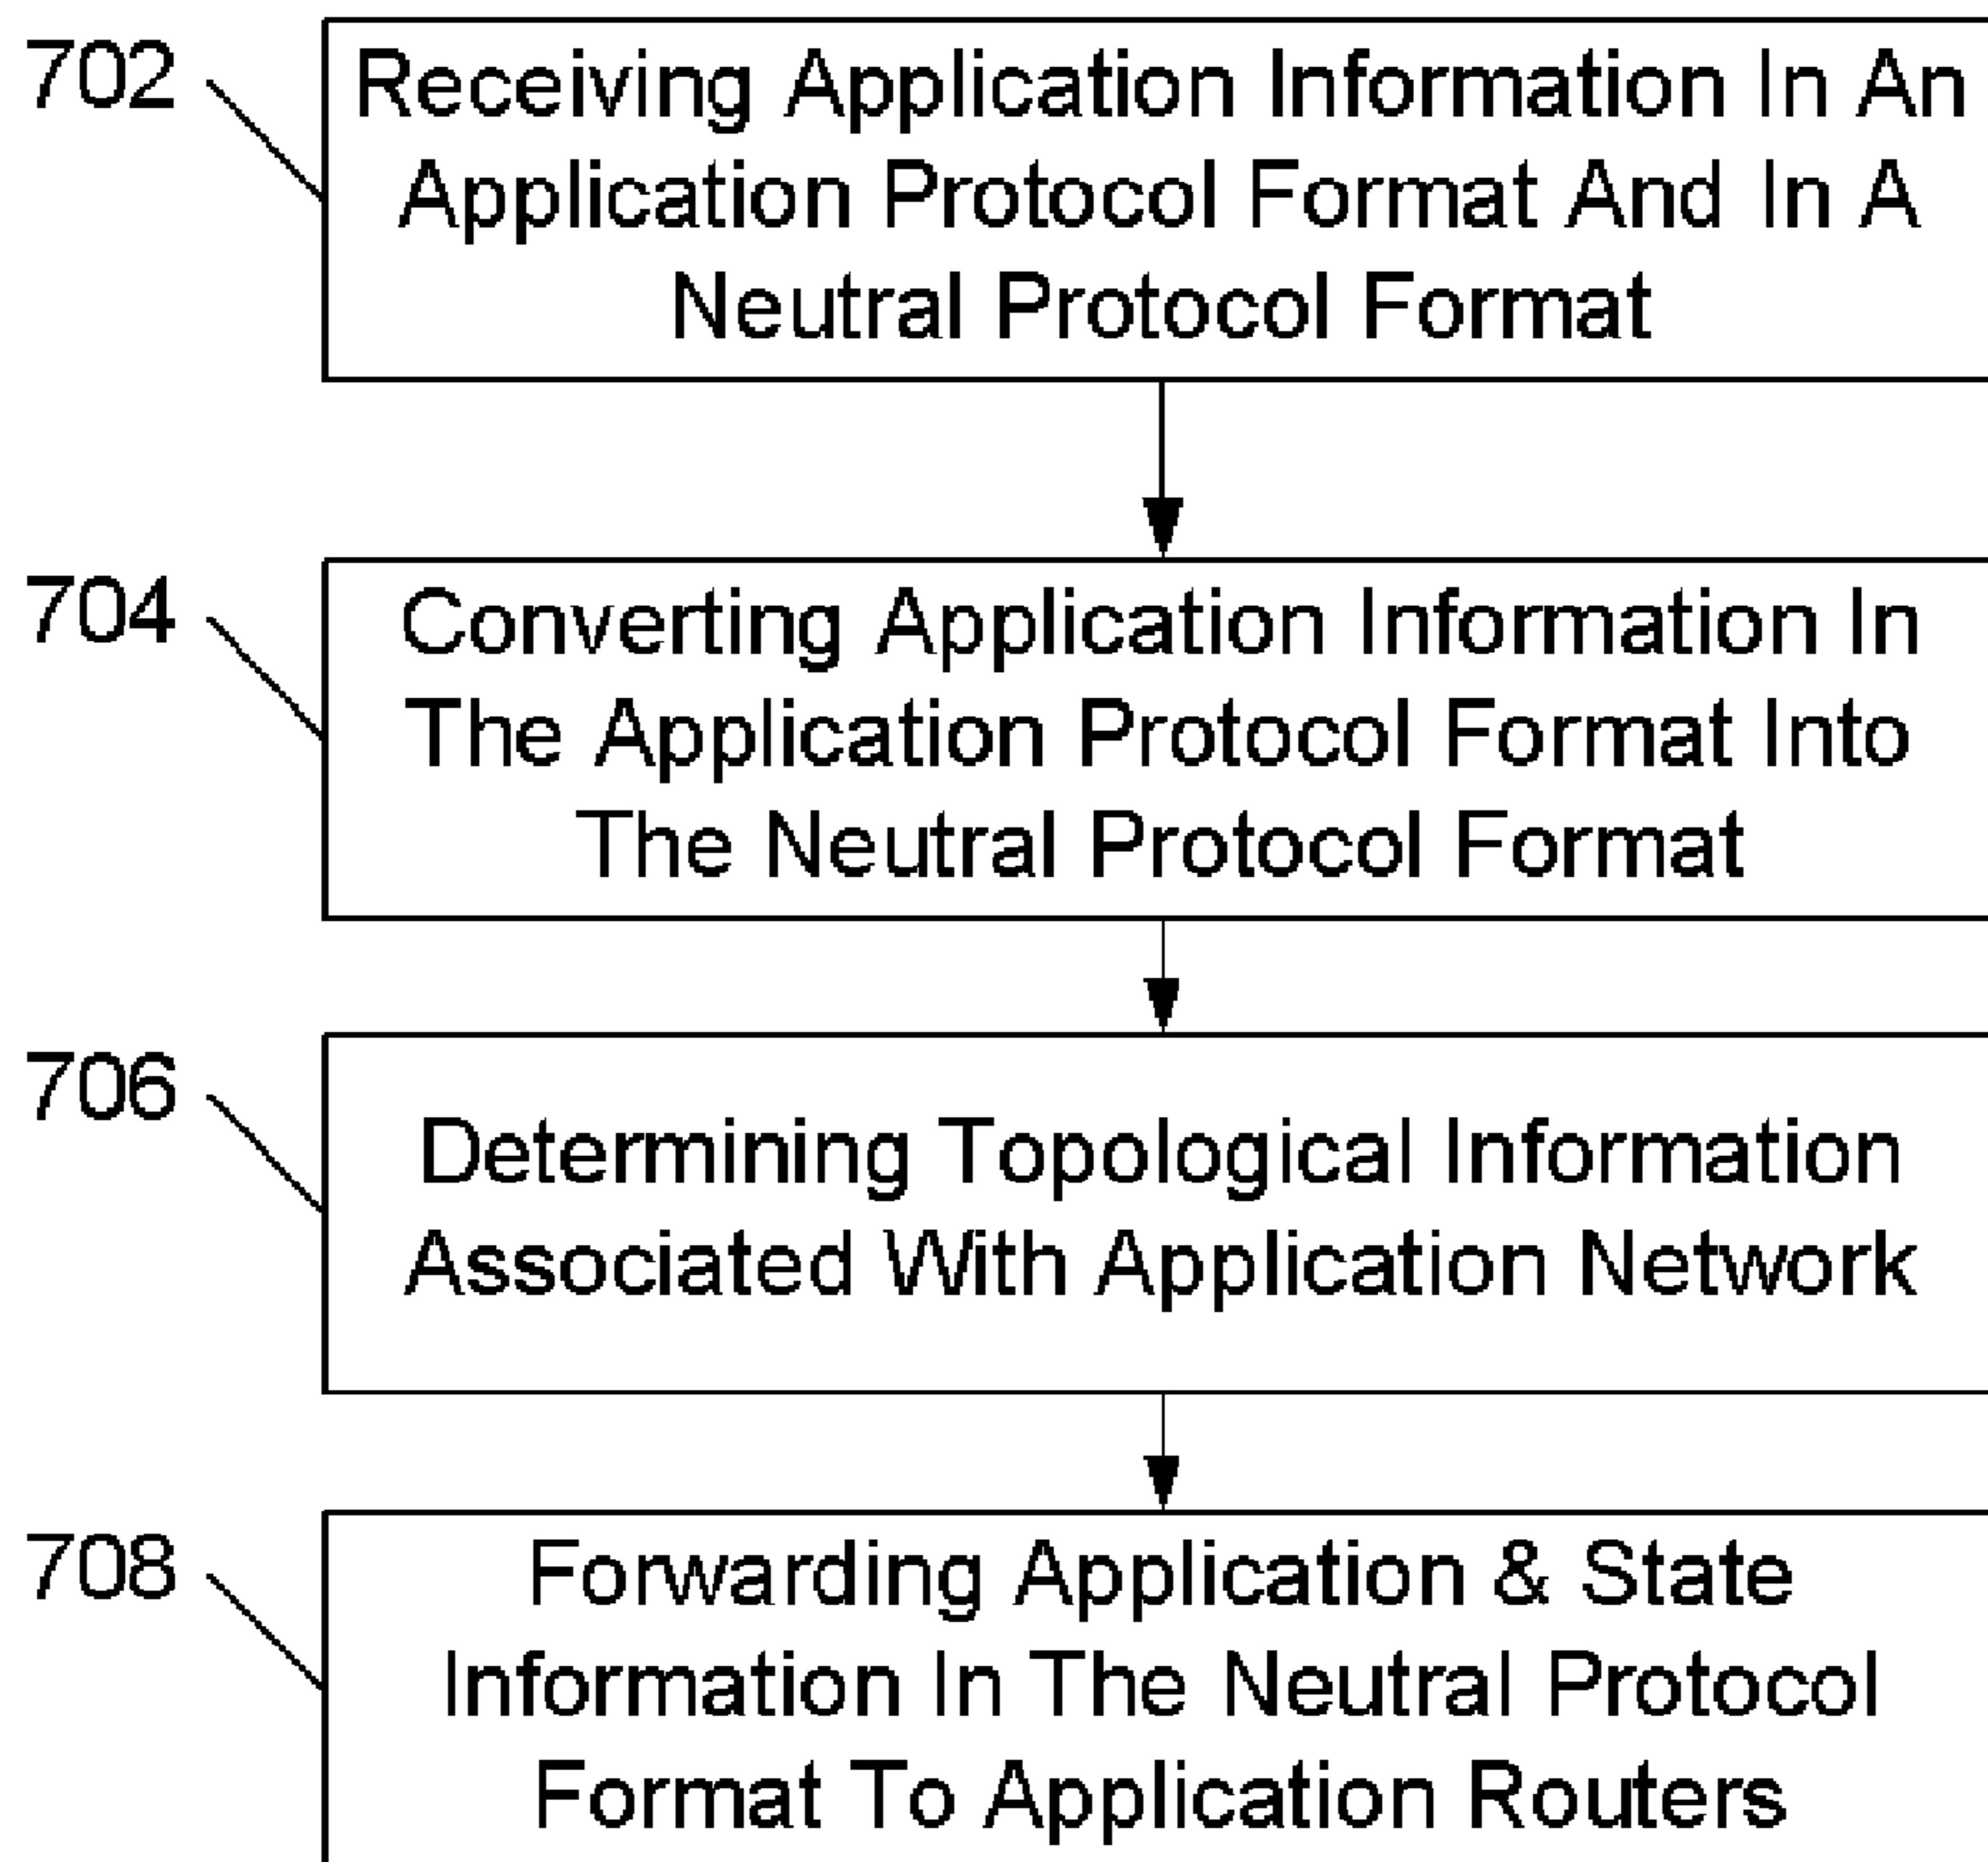 702
Receiving Application Information In An
Application Protocol Format And In A
Neutral Protocol Format
704
Converting Application Information In
The Application Protocol Format Into
The Neutral Protocol Format
706
Determining Topological Information
Associated With Application Network
708
Forwarding Application & State
Information In The Neutral Protocol
Format To Application Routers